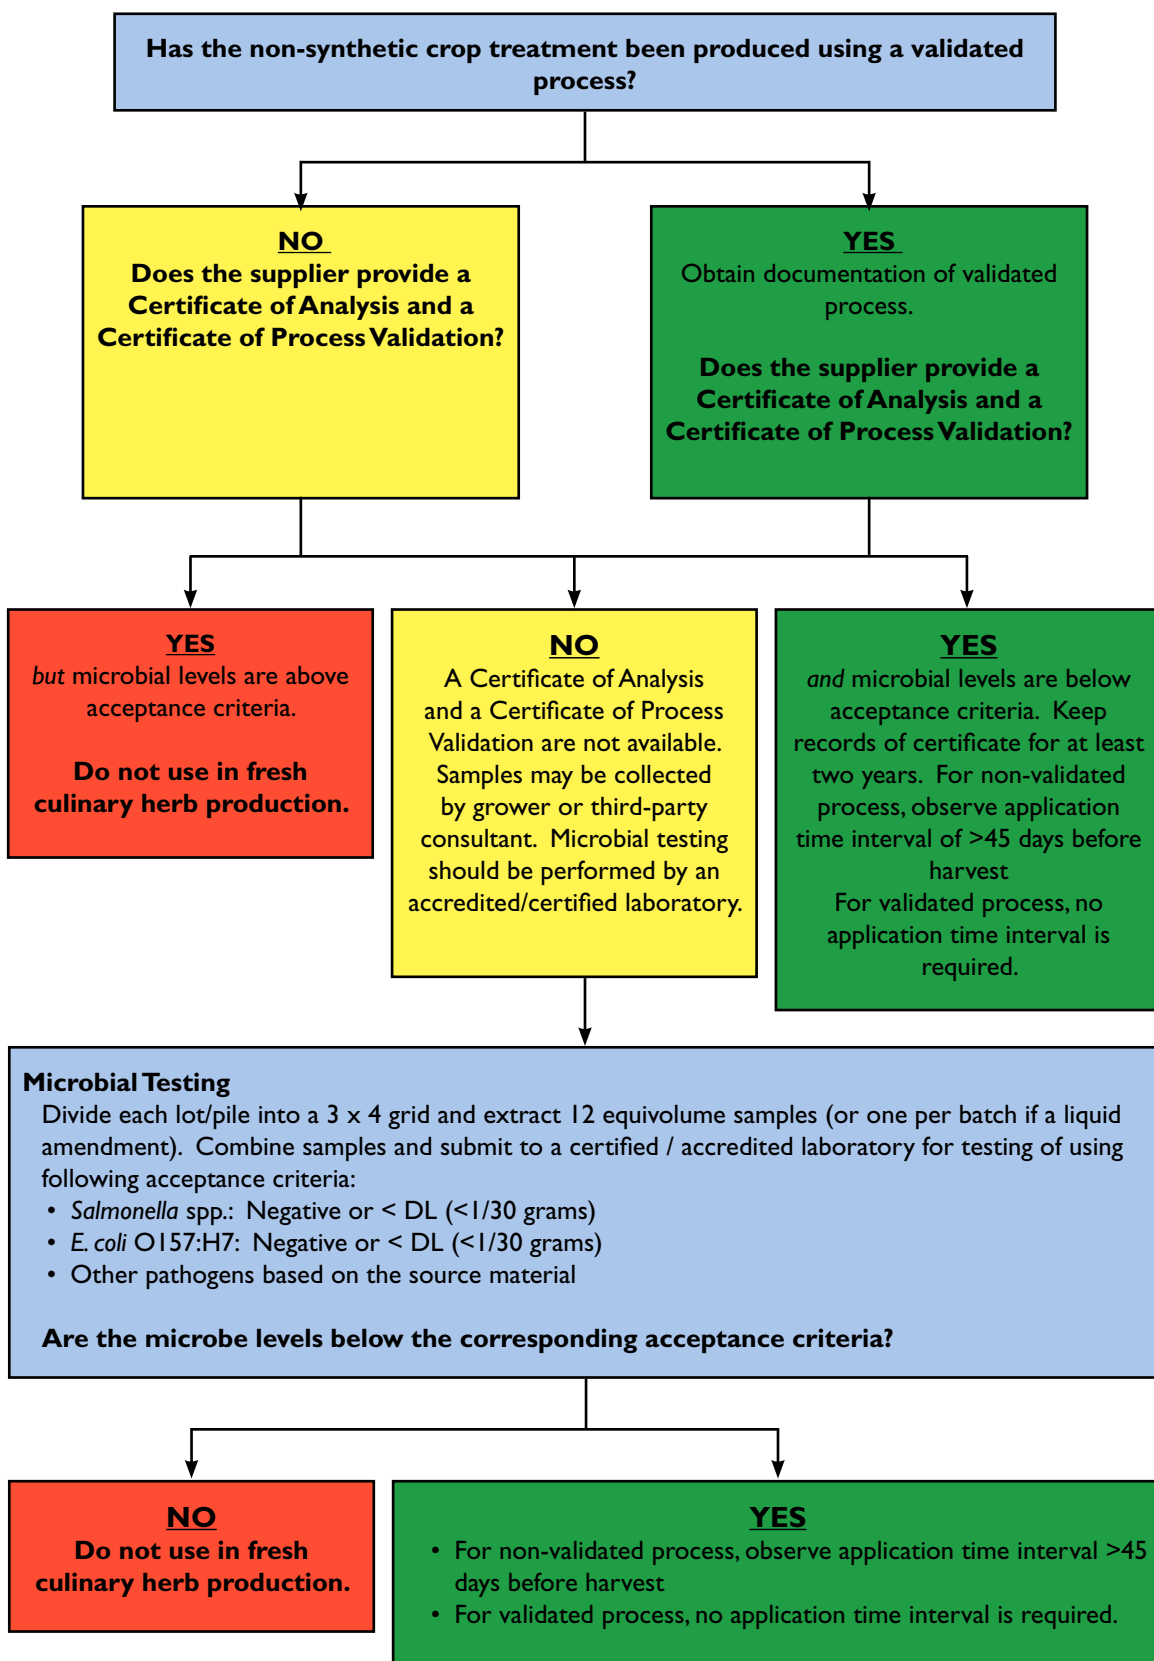 Has the non-synthetic crop treatment been produced using a validated
process?
NO
Does the supplier provide a
Certificate of Analysis and a
Certificate of Process Validation?
YES
Obtain documentation of validated
process.
Does the supplier provide a
Certificate of Analysis and a
Certificate of Process Validation?
YES
but microbial levels are above
acceptance criteria.
Do not use in fresh
culinary herb production.
NO
A Certificate of Analysis
and a Certificate of Process
Validation are not available.
Samples may be collected
by grower or third-party
consultant. Microbial testing
should be performed by an
accredited/certified laboratory.
YES
and microbial levels are below
acceptance criteria. Keep
records of certificate for at least
two years. For non-validated
process, observe application
time interval of >45 days before
harvest
For validated process, no
application time interval is
required.
Microbial Testing
Divide each lot/pile into a 3 x 4 grid and extract 12 equivolume samples (or one per batch if a liquid
amendment). Combine samples and submit to a certified / accredited laboratory for testing of using
following acceptance criteria:
• Salmonella spp.: Negative or < DL (<1/30 grams)
• E. coli O157:H7: Negative or < DL (<1/30 grams)
• Other pathogens based on the source material
Are the microbe levels below the corresponding acceptance criteria?
NO
Do not use in fresh
culinary herb production.
YES
• For non-validated process, observe application time interval >45
days before harvest
• For validated process, no application time interval is required.